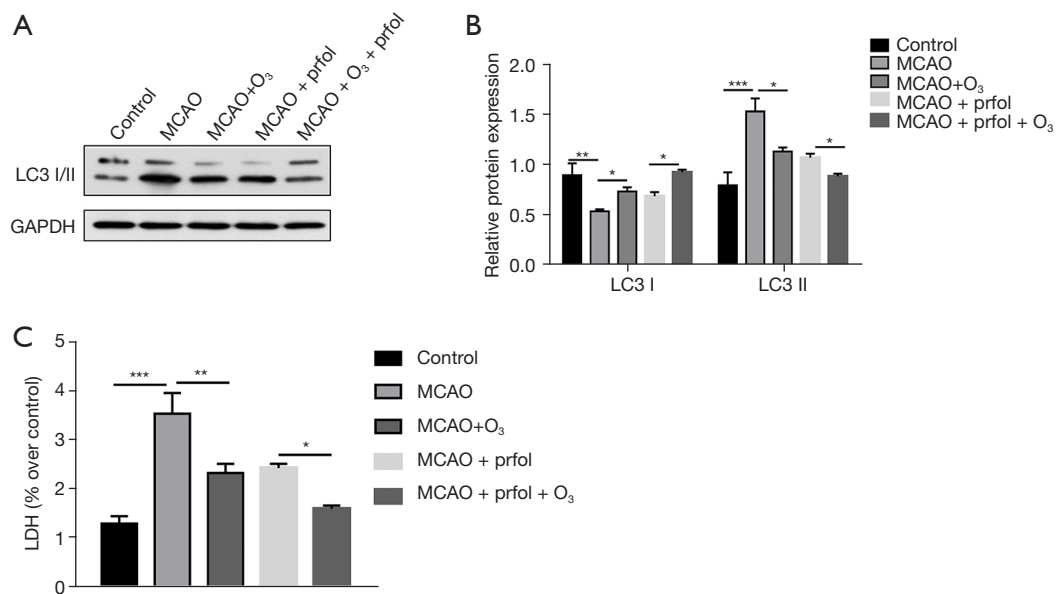 A
Control
MCAO
MCAO+O₃
MCAO + prfol
MCAO + O₃ + prfol
LC3 I/II
GAPDH
B
Relative protein expression
2.0
1.5
1.0
0.5
0.0
**
*
*
***
*
*
LC3 I
LC3 II
Control
MCAO
MCAO+O₃
MCAO + prfol
MCAO + prfol + O₃
C
LDH (% over control)
5
4
3
2
1
0
***
**
*
Control
MCAO
MCAO+O₃
MCAO + prfol
MCAO + prfol + O₃